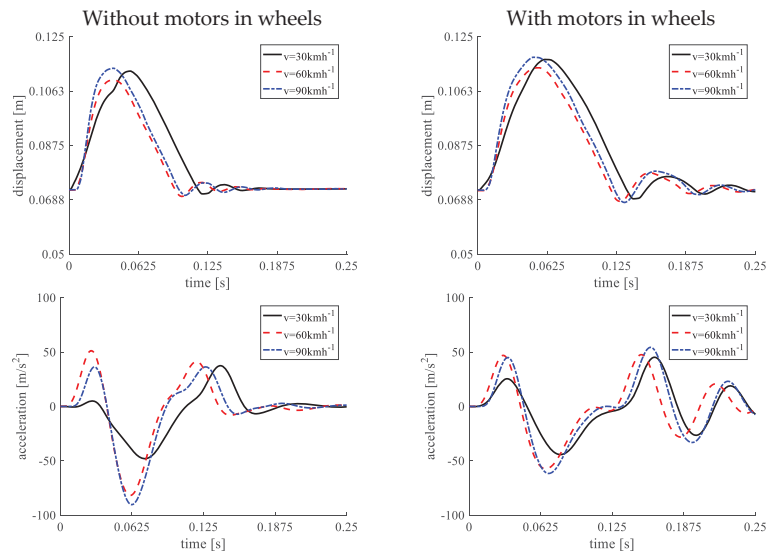 Without motors in wheels
With motors in wheels
0.125
0.1063
0.0875
0.0688
0.05
displacement [m]
v=30kmh⁻¹
v=60kmh⁻¹
v=90kmh⁻¹
0 0.0625 0.125 0.1875 0.25
time [s]
0.125
0.1063
0.0875
0.0688
0.05
displacement [m]
v=30kmh⁻¹
v=60kmh⁻¹
v=90kmh⁻¹
0 0.0625 0.125 0.1875 0.25
time [s]
100
50
0
-50
-100
acceleration [m/s²]
v=30kmh⁻¹
v=60kmh⁻¹
v=90kmh⁻¹
0 0.0625 0.125 0.1875 0.25
time [s]
100
50
0
-50
-100
acceleration [m/s²]
v=30kmh⁻¹
v=60kmh⁻¹
v=90kmh⁻¹
0 0.0625 0.125 0.1875 0.25
time [s]